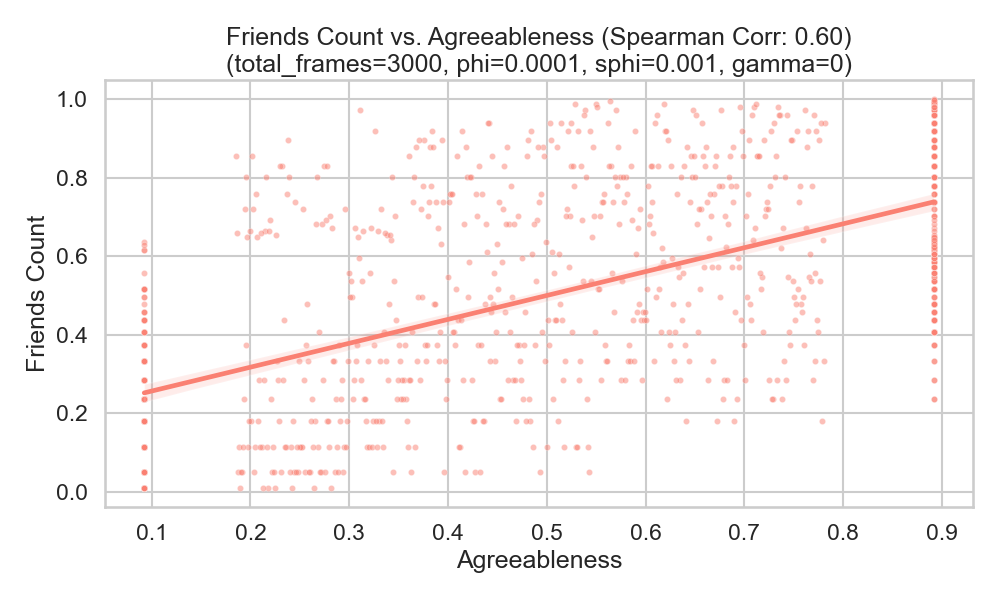 Friends Count vs. Agreeableness (Spearman Corr: 0.60)
(total_frames=3000, phi=0.0001, sphi=0.001, gamma=0)
Friends Count
1.0
0.8
0.6
0.4
0.2
0.0
0.1 0.2 0.3 0.4 0.5 0.6 0.7 0.8 0.9
Agreeableness